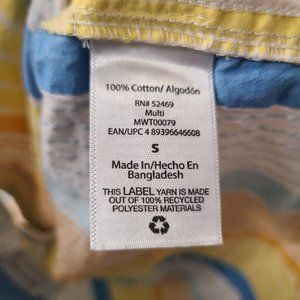 100% Cotton/ Algodón
RN# 52469
Multi
MWT00079
EAN/UPC 4 89396646608
S
Made In/Hecho En
Bangladesh
THIS LABEL YARN IS MADE
OUT OF 100% RECYCLED
POLYESTER MATERIALS